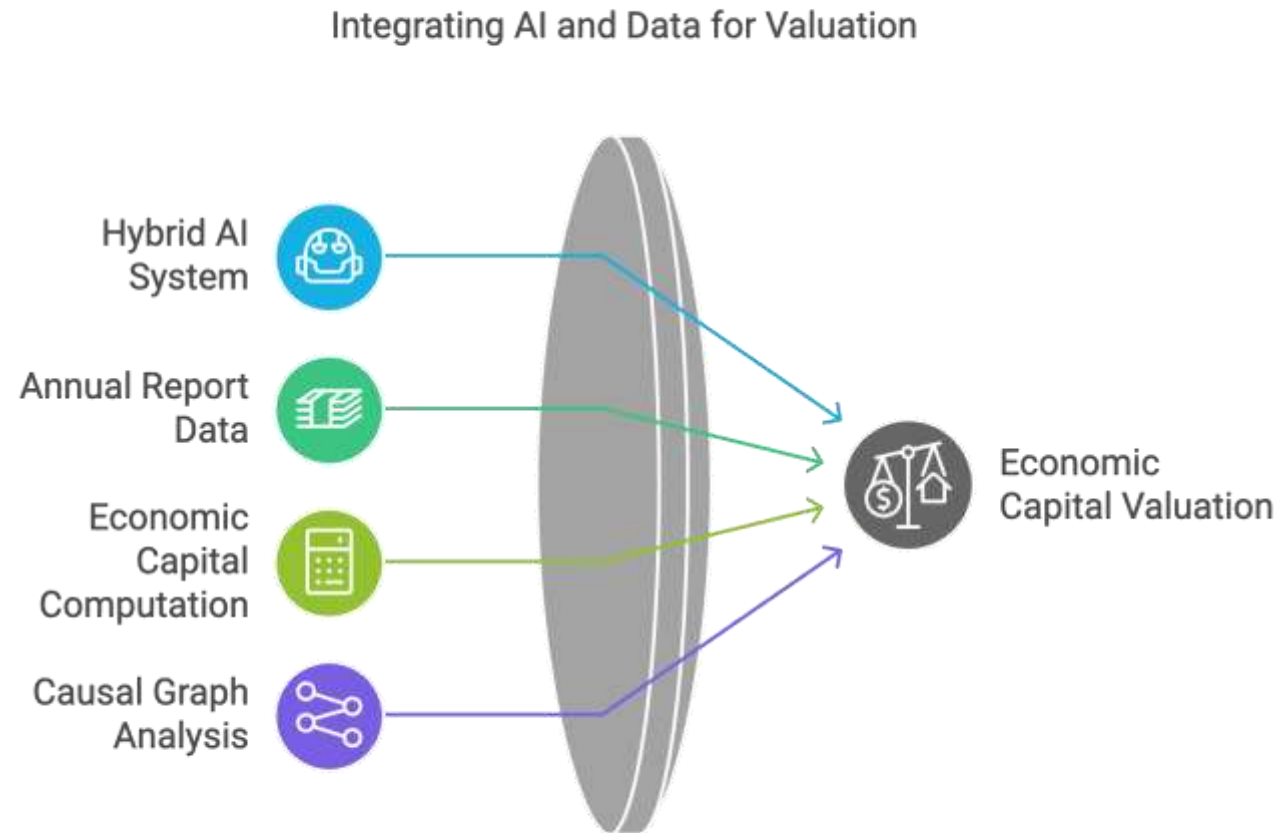 Integrating AI and Data for Valuation
Hybrid AI
System
Annual Report
Data
Economic
Capital
Computation
Causal Graph
Analysis
$
Economic
Capital Valuation